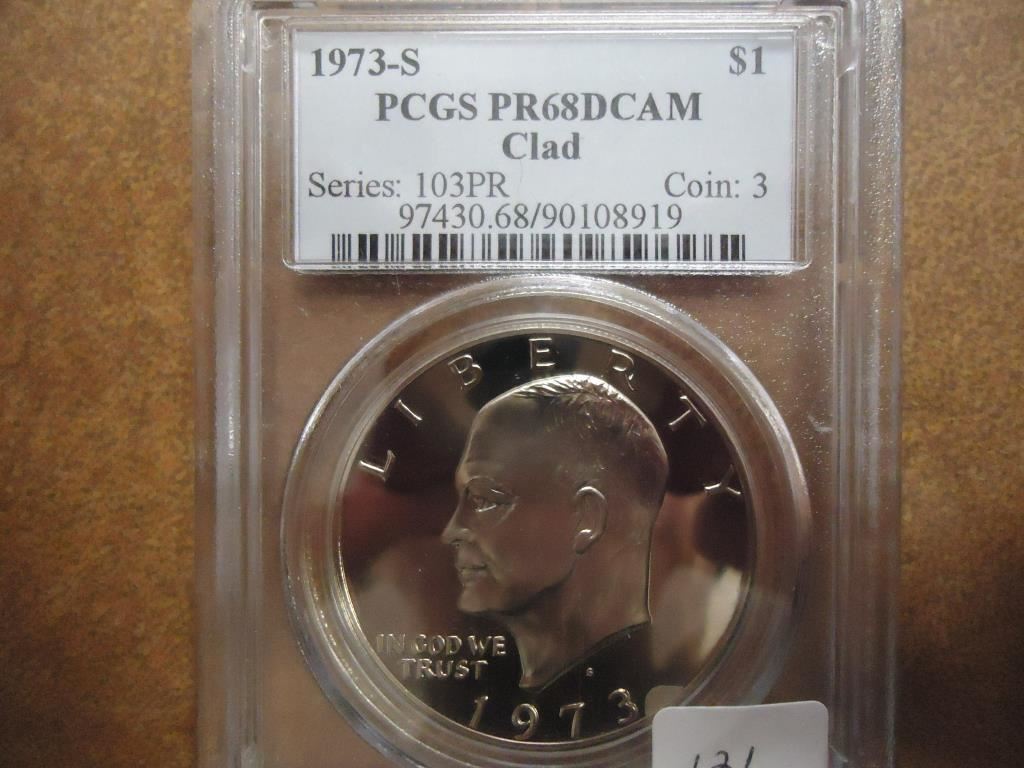 1973-S $1
PCGS PR68DCAM
Clad
Series: 103PR Coin: 3
97430.68/90108919
LIBERTY
IN GOD WE
TRUST
S
1973